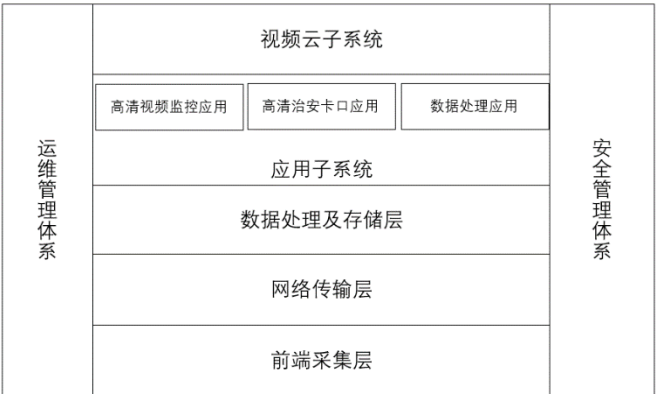 视频云子系统
高清视频监控应用
高清治安卡口应用
数据处理应用
应用子系统
数据处理及存储层
网络传输层
前端采集层
运维管理体系
安全管理体系